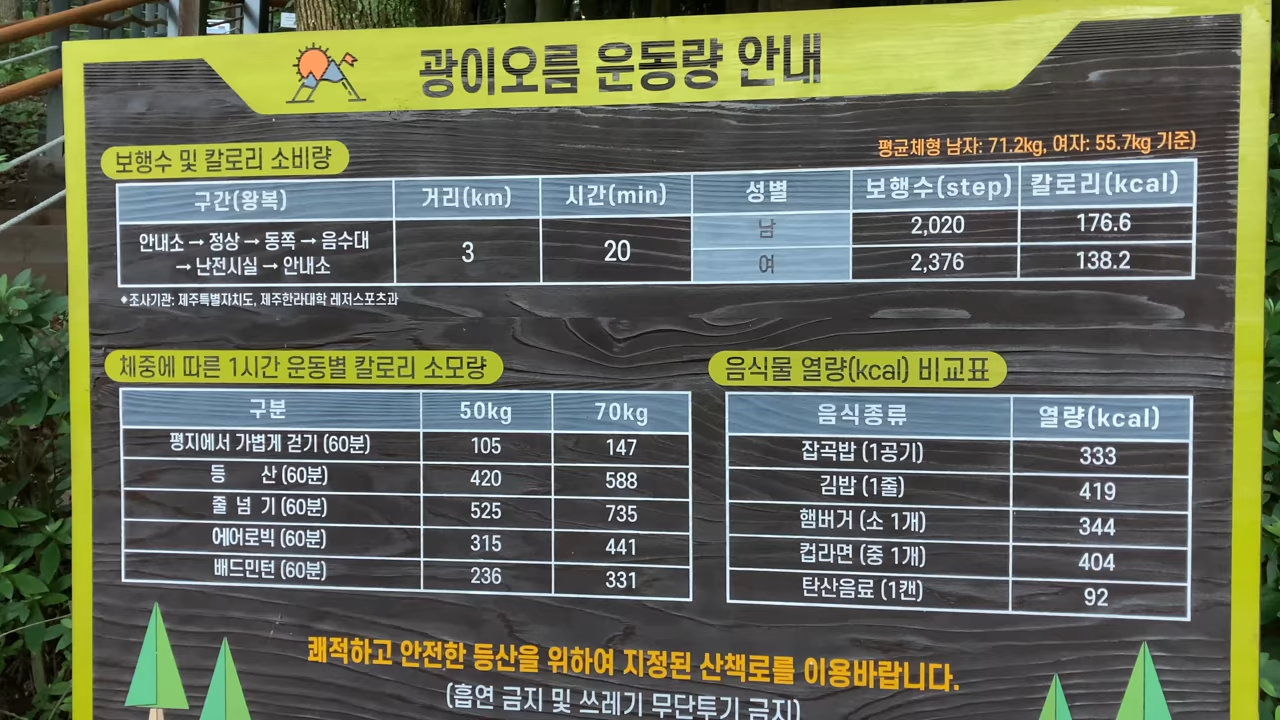 광이오름 운동량 안내
보행수 및 칼로리 소비량
평균체형 남자: 71.2kg, 여자: 55.7kg 기준)
구간(왕복) 거리(km) 시간(min) 성별 보행수(step) 칼로리(kcal)
안내소 → 정상 → 동쪽 → 음수대
→ 난전시실 → 안내소
3 20
남 2,020 176.6
여 2,376 138.2
*조사기관: 제주특별자치도, 제주한라대학 레저스포츠과
체중에 따른 1시간 운동별 칼로리 소모량
구분 50kg 70kg
평지에서 가볍게 걷기 (60분) 105 147
등 산 (60분) 420 588
줄 넘 기 (60분) 525 735
에어로빅 (60분) 315 441
배드민턴 (60분) 236 331
음식물 열량(kcal) 비교표
음식종류 열량(kcal)
잡곡밥 (1공기) 333
김밥 (1줄) 419
햄버거 (소 1개) 344
컵라면 (중 1개) 404
탄산음료 (1캔) 92
쾌적하고 안전한 등산을 위하여 지정된 산책로를 이용바랍니다.
(흡연 금지 및 쓰레기 무단투기 금지)